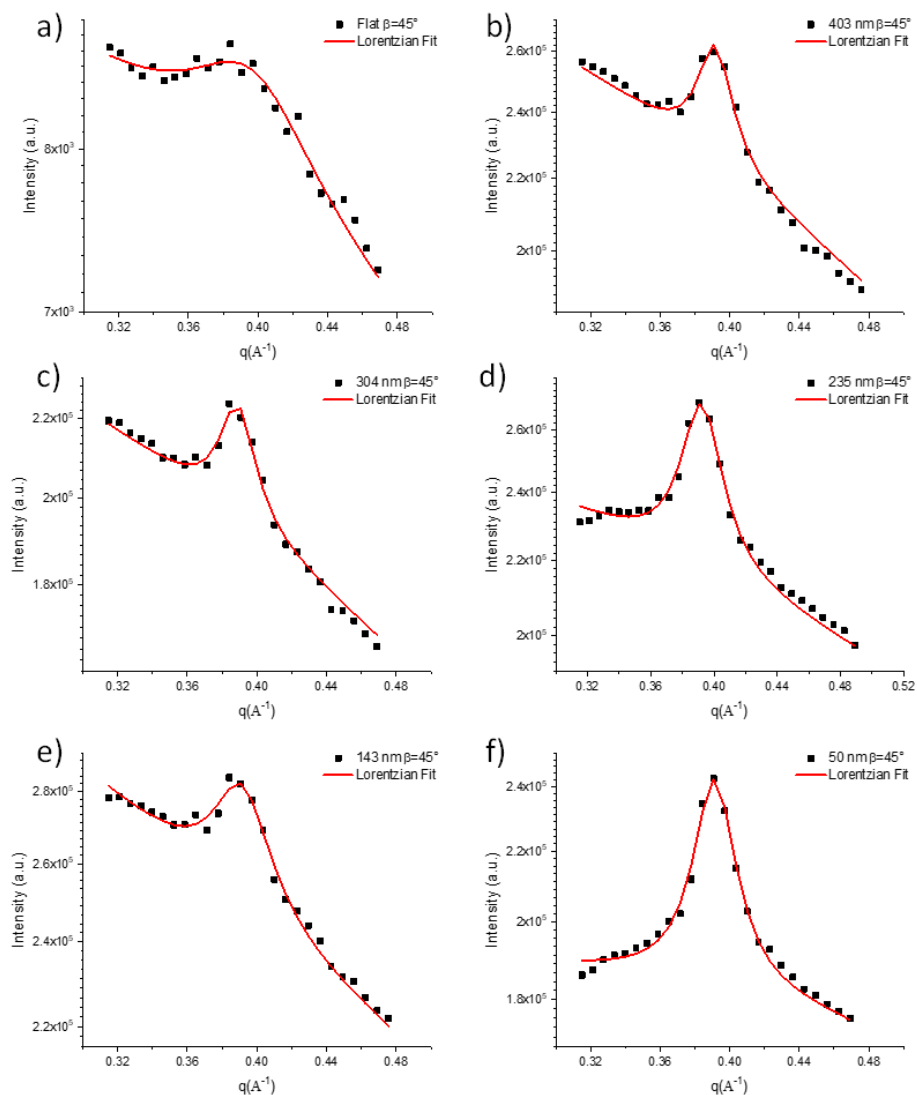 a)
Flat β=45°
Lorentzian Fit
8x10³
7x10³
Intensity (a.u.)
0.32 0.36 0.40 0.44 0.48
q(A⁻¹)
b)
403 nm β=45°
Lorentzian Fit
2.6x10⁵
2.4x10⁵
2.2x10⁵
2x10⁵
Intensity (a.u.)
0.32 0.36 0.40 0.44 0.48
q(A⁻¹)
c)
304 nm β=45°
Lorentzian Fit
2.2x10⁵
2x10⁵
1.8x10⁵
Intensity (a.u.)
0.32 0.36 0.40 0.44 0.48
q(A⁻¹)
d)
235 nm β=45°
Lorentzian Fit
2.6x10⁵
2.4x10⁵
2.2x10⁵
2x10⁵
Intensity (a.u.)
0.32 0.36 0.40 0.44 0.48 0.52
q(A⁻¹)
e)
143 nm β=45°
Lorentzian Fit
2.8x10⁵
2.6x10⁵
2.4x10⁵
2.2x10⁵
Intensity (a.u.)
0.32 0.36 0.40 0.44 0.48
q(A⁻¹)
f)
50 nm β=45°
Lorentzian Fit
2.4x10⁵
2.2x10⁵
2x10⁵
1.8x10⁵
Intensity (a.u.)
0.32 0.36 0.40 0.44 0.48
q(A⁻¹)